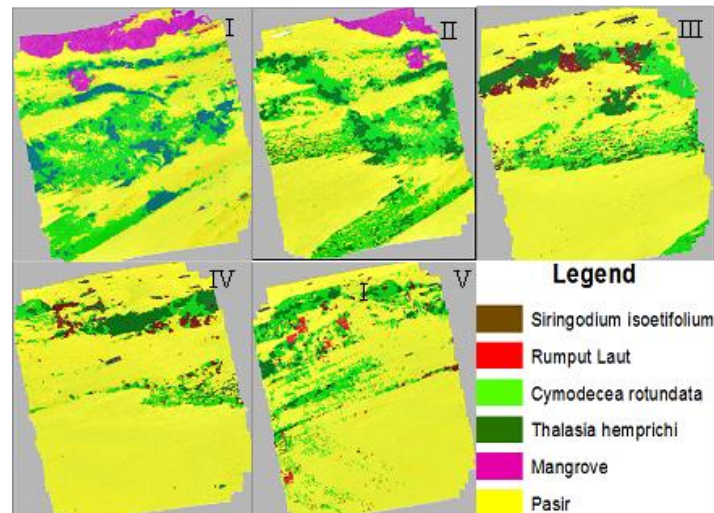 I
II
III
IV
I
V
Legend
Siringodium isoetifolium
Rumput Laut
Cymodecea rotundata
Thalasia hemprichi
Mangrove
Pasir